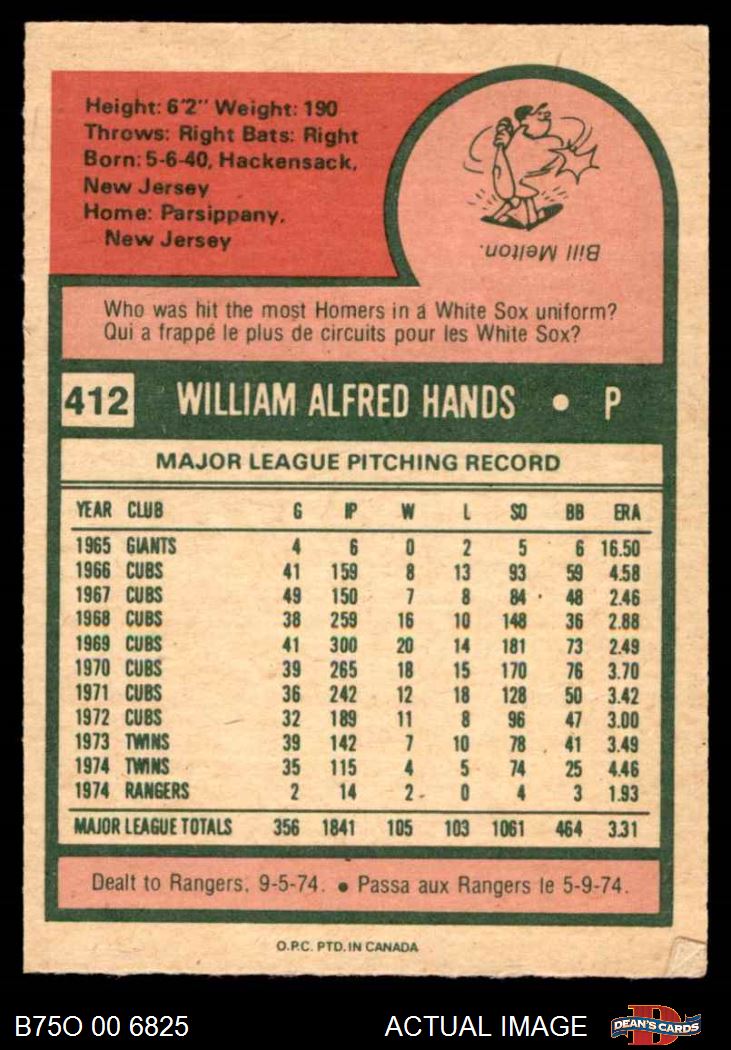 Height: 6'2" Weight: 190
Throws: Right Bats: Right
Born: 5-6-40, Hackensack,
New Jersey
Home: Parsippany,
New Jersey
Bill Melton.
Who was hit the most Homers in a White Sox uniform?
Qui a frappé le plus de circuits pour les White Sox?
412 WILLIAM ALFRED HANDS • P
MAJOR LEAGUE PITCHING RECORD
YEAR CLUB G IP W L SO BB ERA
1965 GIANTS 4 6 0 2 5 6 16.50
1966 CUBS 41 159 8 13 93 59 4.58
1967 CUBS 49 150 7 8 84 48 2.46
1968 CUBS 38 259 16 10 148 36 2.88
1969 CUBS 41 300 20 14 181 73 2.49
1970 CUBS 39 265 18 15 170 76 3.70
1971 CUBS 36 242 12 18 128 50 3.42
1972 CUBS 32 189 11 8 96 47 3.00
1973 TWINS 39 142 7 10 78 41 3.49
1974 TWINS 35 115 4 5 74 25 4.46
1974 RANGERS 2 14 2 0 4 3 1.93
MAJOR LEAGUE TOTALS 356 1841 105 103 1061 464 3.31
Dealt to Rangers, 9-5-74. • Passa aux Rangers le 5-9-74.
O.P.C. PTD. IN CANADA
B75O 00 6825 ACTUAL IMAGE DEAN'S CARDS